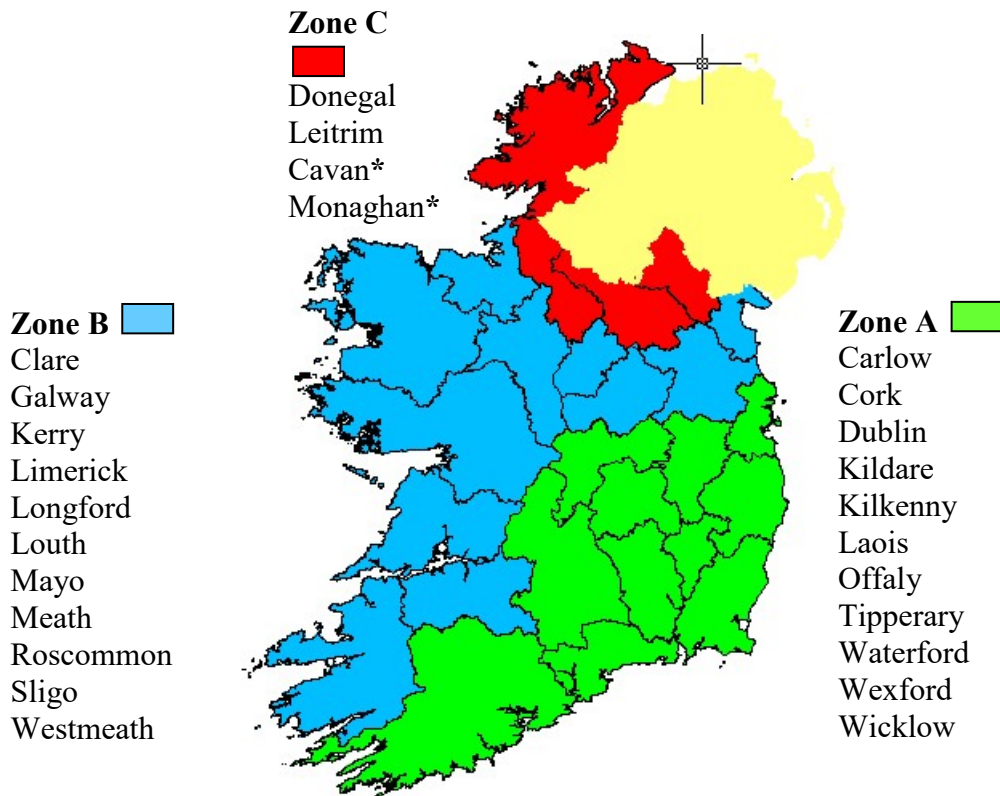 Zone C
Donegal
Leitrim
Cavan*
Monaghan*
Zone B
Clare
Galway
Kerry
Limerick
Longford
Louth
Mayo
Meath
Roscommon
Sligo
Westmeath
Zone A
Carlow
Cork
Dublin
Kildare
Kilkenny
Laois
Offaly
Tipperary
Waterford
Wexford
Wicklow